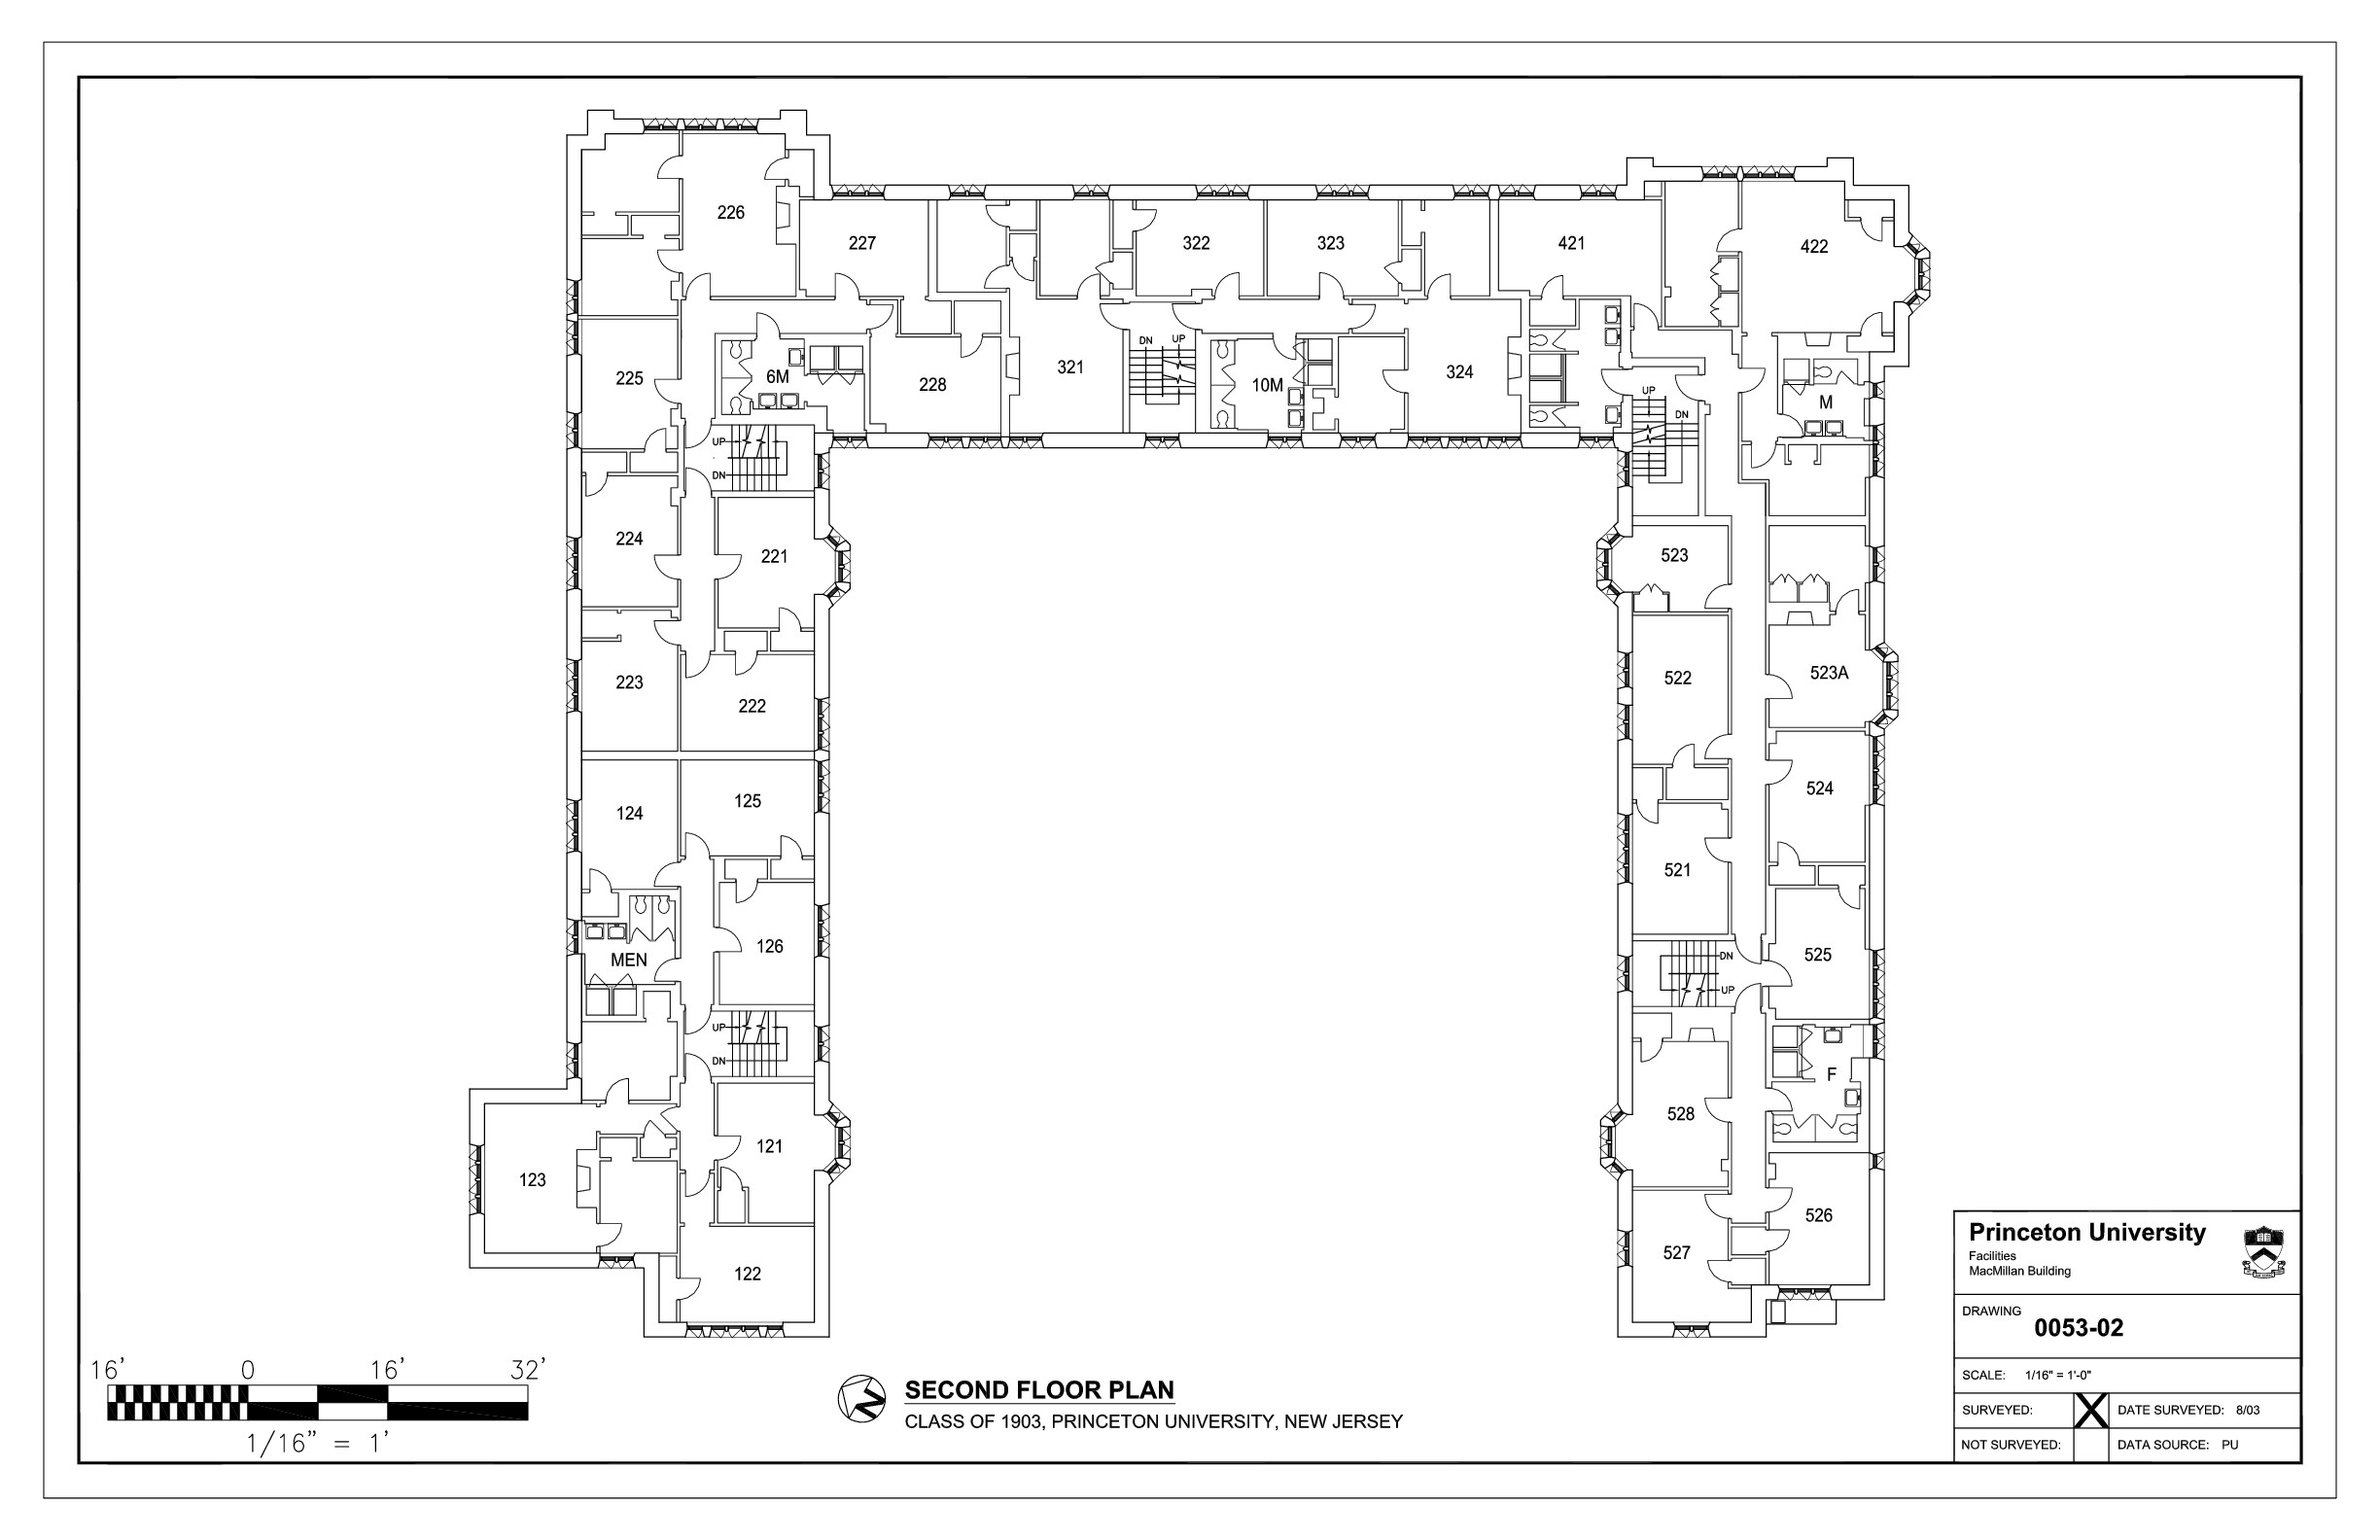 226
227
322
323
421
422
DN
UP
225
6M
228
321
10M
324
UP
DN
M
UP
DN
224
221
523
223
222
522
523A
124
125
524
521
126
525
MEN
DN
UP
UP
DN
F
528
121
123
526
527
122
Princeton University
Facilities
MacMillan Building
DRAWING
0053-02
SCALE: 1/16" = 1'-0"
SURVEYED: X DATE SURVEYED: 8/03
NOT SURVEYED: DATA SOURCE: PU
16' 0 16' 32'
1/16" = 1'
N
SECOND FLOOR PLAN
CLASS OF 1903, PRINCETON UNIVERSITY, NEW JERSEY